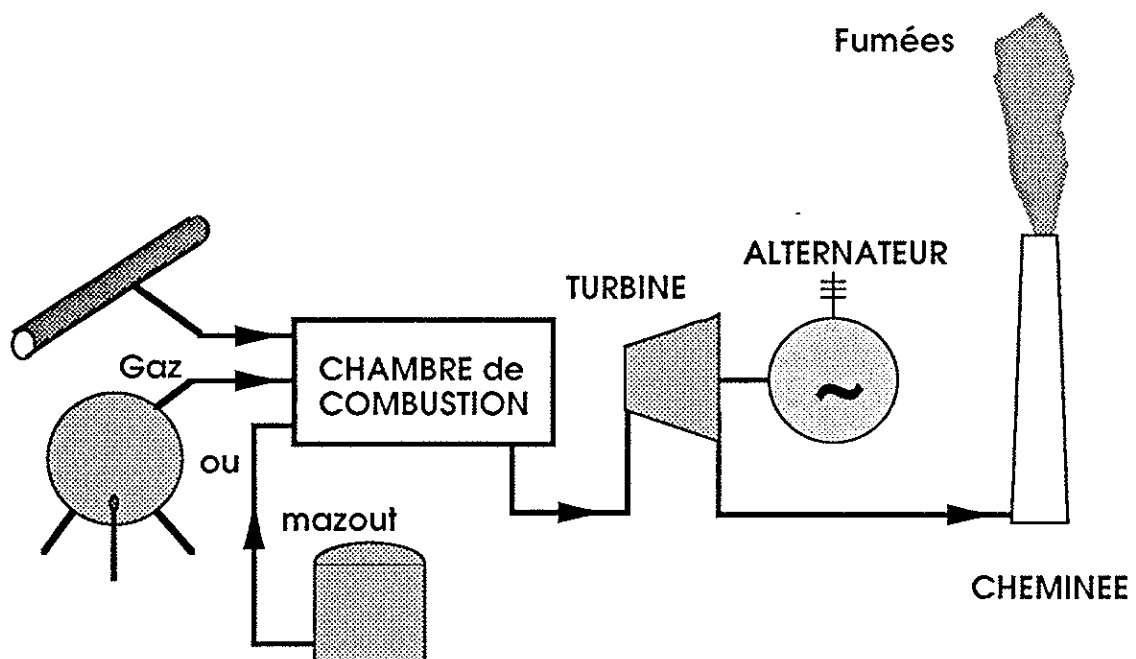 Fumées
ALTERNATEUR
TURBINE
Gaz
CHAMBRE de
COMBUSTION
~
ou
mazout
CHEMINEE